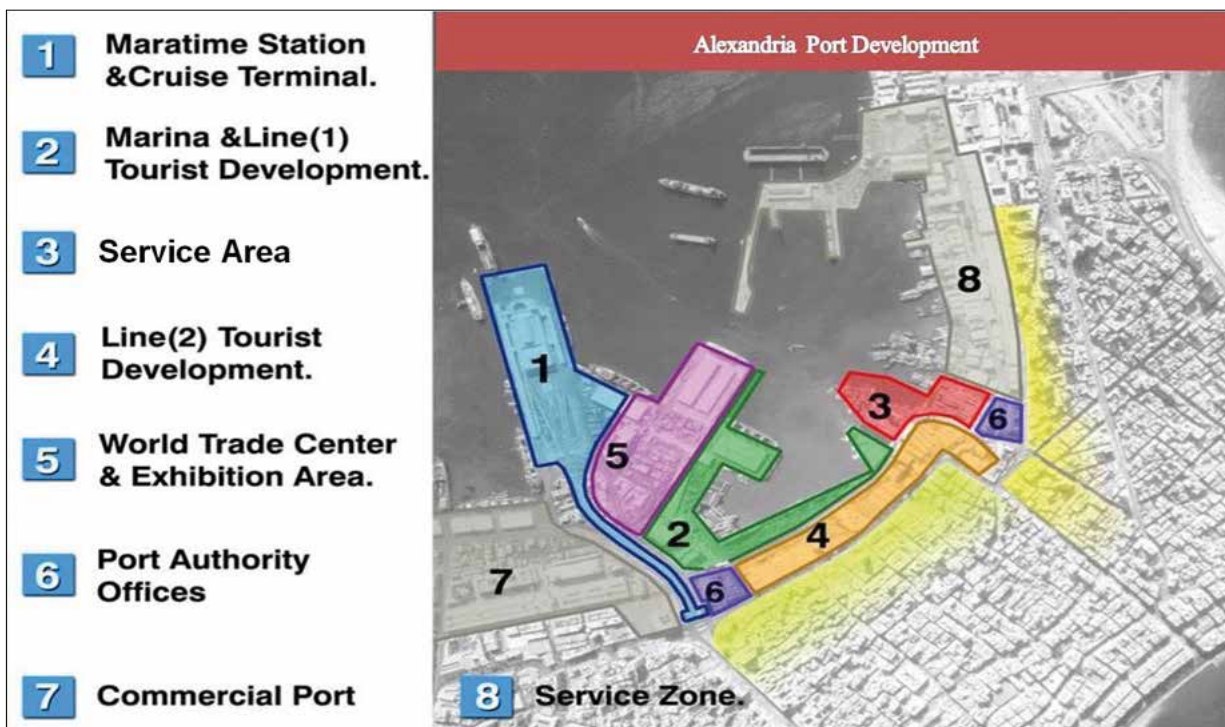 Alexandria Port Development
1
Maratime Station
&Cruise Terminal.
2
Marina &Line(1)
Tourist Development.
3
Service Area
4
Line(2) Tourist
Development.
5
World Trade Center
& Exhibition Area.
6
Port Authority
Offices
7
Commercial Port
8
Service Zone.
8
1
3
6
5
2
4
7
6